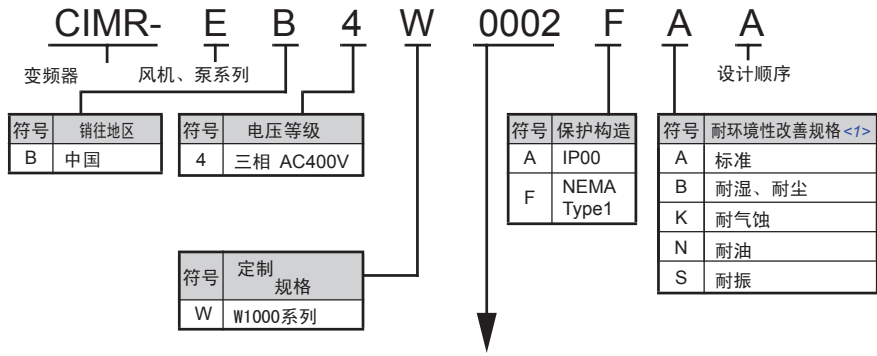 CIMR- E B 4 W 0002 F A A
变频器 风机、泵系列 设计顺序
符号 销往地区
B 中国
符号 电压等级
4 三相 AC400V
符号 保护构造
A IP00
F NEMA
Type1
符号 耐环境性改善规格<1>
A 标准
B 耐湿、耐尘
K 耐气蚀
N 耐油
S 耐振
符号 定制
规格
W W1000系列